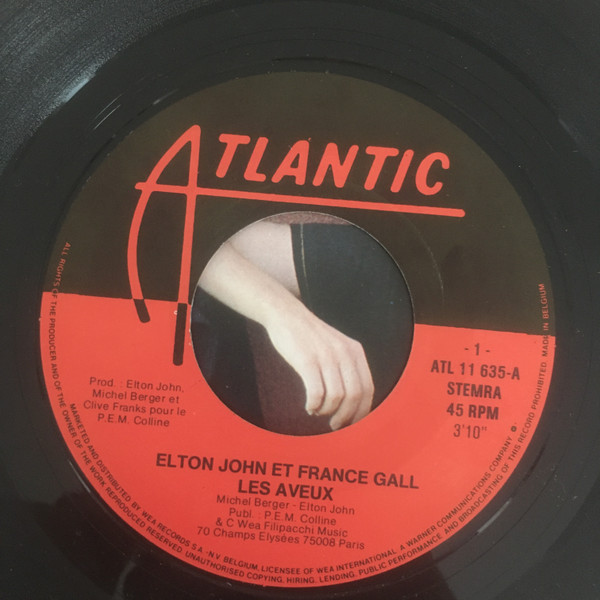 ATLANTIC
- 1 -
ATL 11 635-A
STEMRA
45 RPM
3'10"
Prod. : Elton John,
Michel Berger et
Clive Franks pour le
P.E.M. Colline
ELTON JOHN ET FRANCE GALL
LES AVEUX
Michel Berger - Elton John
Publ. : P.E.M. Colline
& C Wea Filipacchi Music
70 Champs Elysées 75008 Paris
ALL RIGHTS OF THE PRODUCER AND OF THE OWNER OF THE WORK REPRODUCED RESERVED. UNAUTHORISED COPYING, HIRING, LENDING, PUBLIC PERFORMANCE AND BROADCASTING OF THIS RECORD PROHIBITED. MADE IN BELGIUM
MARKETED AND DISTRIBUTED BY WEA RECORDS S.A.-N.V. BELGIUM, LICENSEE OF WEA INTERNATIONAL. A WARNER COMMUNICATIONS COMPANY